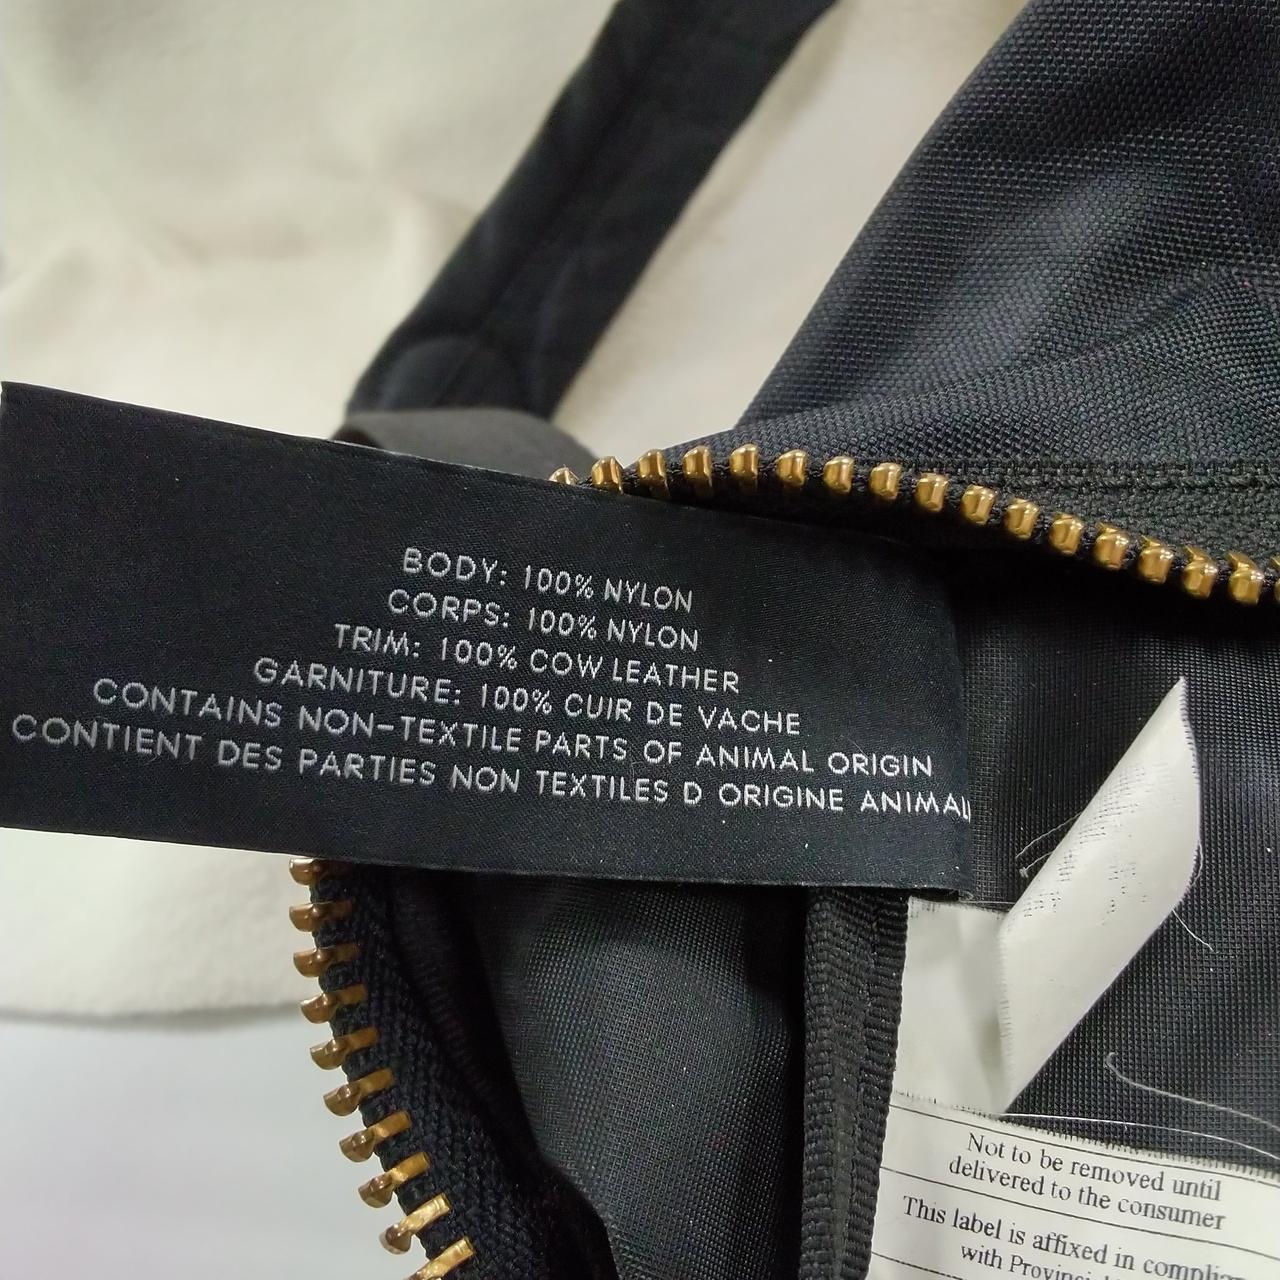 BODY: 100% NYLON
CORPS: 100% NYLON
TRIM: 100% COW LEATHER
GARNITURE: 100% CUIR DE VACHE
CONTAINS NON-TEXTILE PARTS OF ANIMAL ORIGIN
CONTIENT DES PARTIES NON TEXTILES D ORIGINE ANIMAL
Not to be removed until
delivered to the consumer
This label is affixed in
with